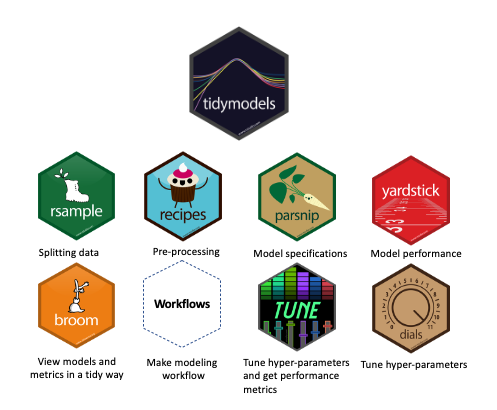 tidymodels
rsample
recipes
parsnip
yardstick
Splitting data
Pre-processing
Model specifications
Model performance
broom
Workflows
TUNE
dials
View models and
metrics in a tidy way
Make modeling
workflow
Tune hyper-parameters
and get performance
metrics
Tune hyper-parameters